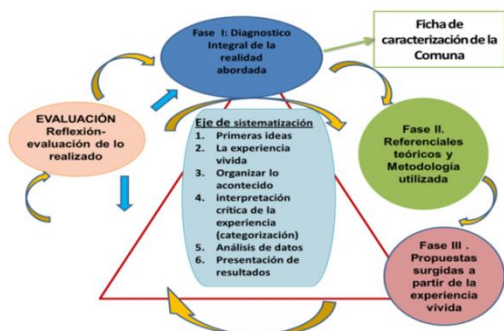 Fase I: Diagnostico
Integral de la
realidad
abordada
Ficha de
caracterización de la
Comuna
EVALUACIÓN
Reflexión-
evaluación de lo
realizado
Eje de sistematización
1. Primeras ideas
2. La experiencia
vivida
3. Organizar lo
acontecido
4. interpretación
crítica de la
experiencia
(categorización)
5. Análisis de datos
6. Presentación de
resultados
Fase II.
Referenciales
teóricos y
Metodología
utilizada
Fase III .
Propuestas
surgidas a
partir de la
experiencia
vivida